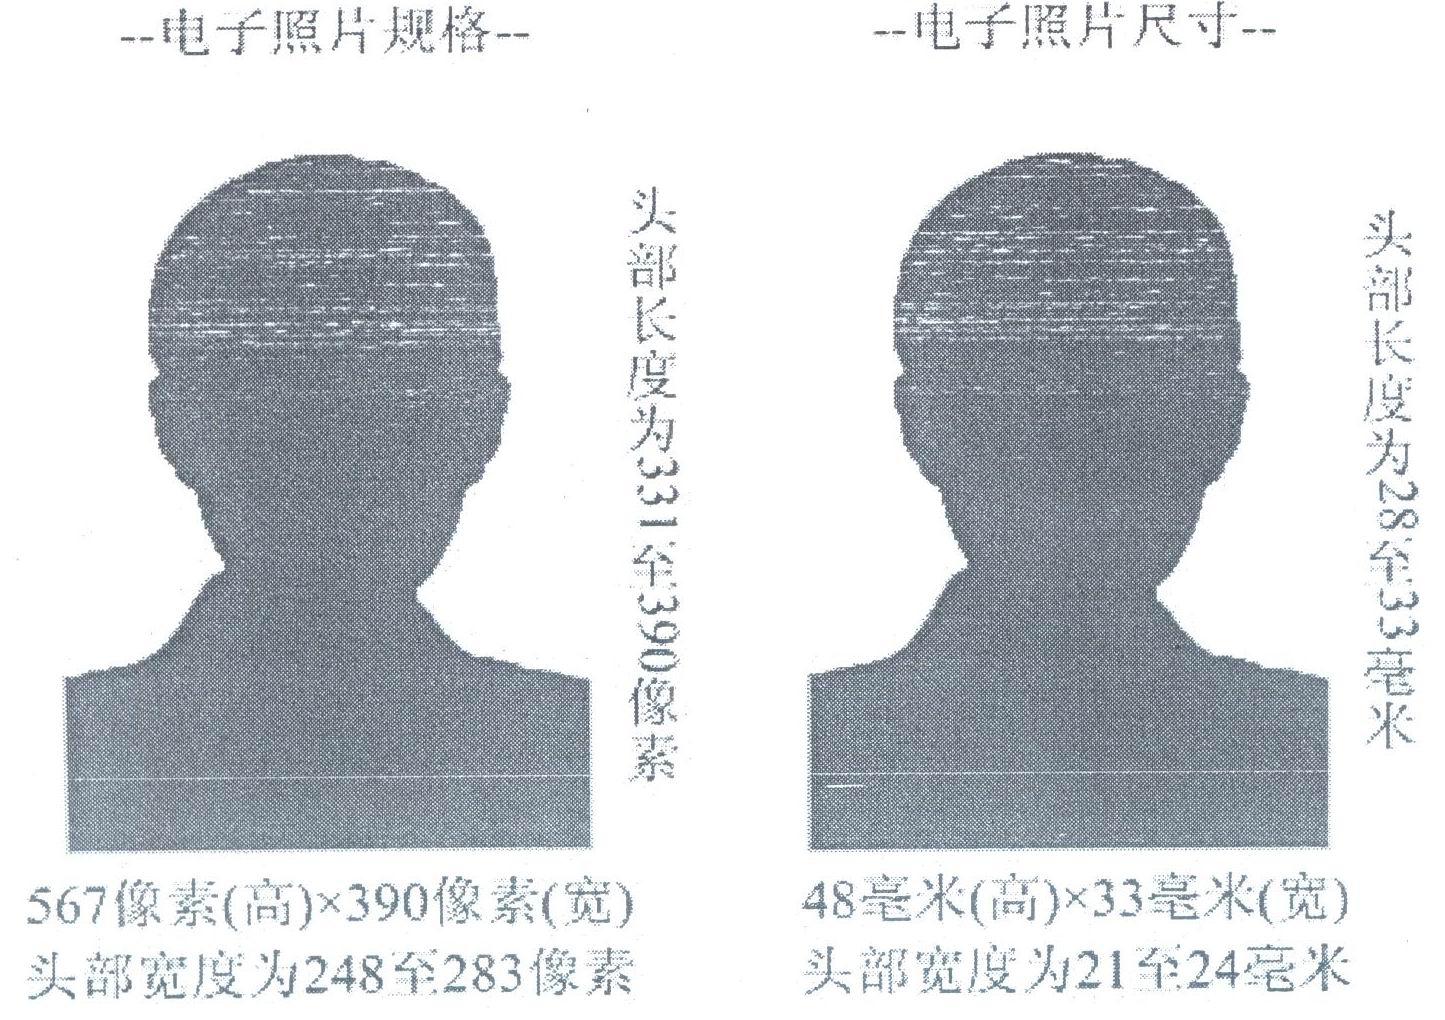 --电子照片规格--
头部长度为331至390像素
567像素(高)×390像素(宽)
头部宽度为248至283像素
--电子照片尺寸--
头部长度为28至33毫米
48毫米(高)×33毫米(宽)
头部宽度为21至24毫米